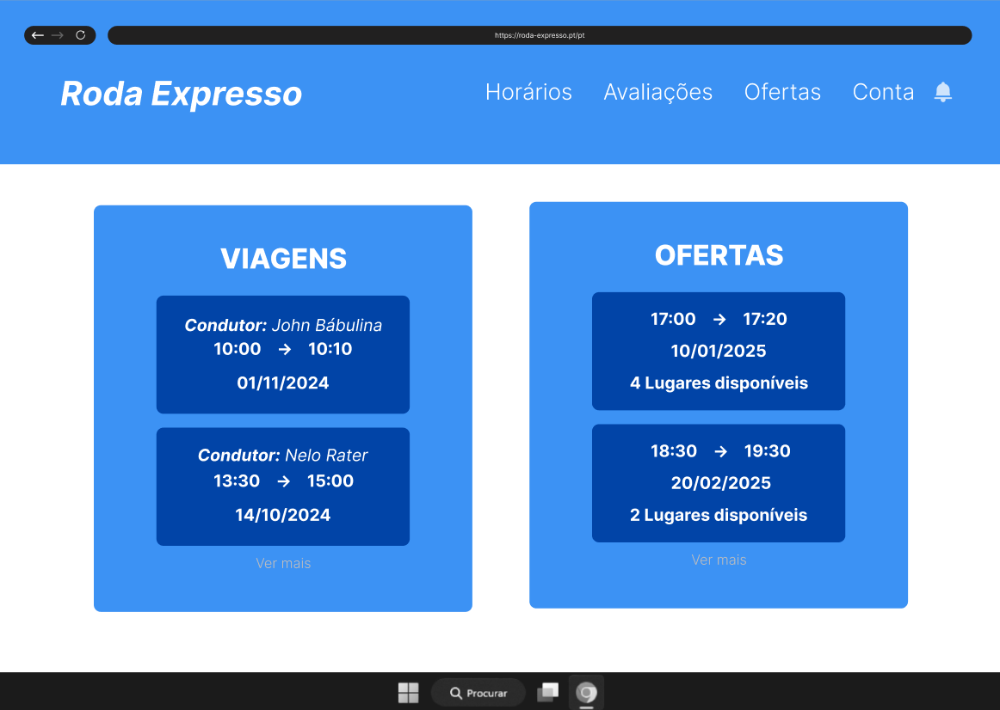 https://roda-expresso.pt/pt
Roda Expresso
Horários Avaliações Ofertas Conta
VIAGENS
Condutor: John Bábulina
10:00 → 10:10
01/11/2024
Condutor: Nelo Rater
13:30 → 15:00
14/10/2024
Ver mais
OFERTAS
17:00 → 17:20
10/01/2025
4 Lugares disponíveis
18:30 → 19:30
20/02/2025
2 Lugares disponíveis
Ver mais
Procurar